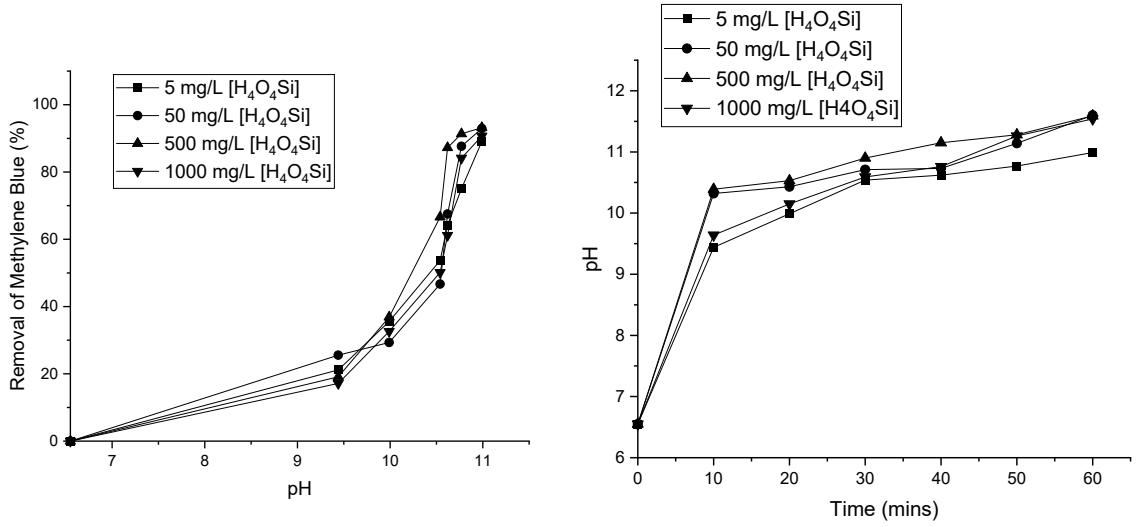 5 mg/L [H₄O₄Si]
50 mg/L [H₄O₄Si]
500 mg/L [H₄O₄Si]
1000 mg/L [H₄O₄Si]
Removal of Methylene Blue (%)
100
80
60
40
20
0
7 8 9 10 11
pH
5 mg/L [H₄O₄Si]
50 mg/L [H₄O₄Si]
500 mg/L [H₄O₄Si]
1000 mg/L [H4O₄Si]
pH
12
11
10
9
8
7
6
0 10 20 30 40 50 60
Time (mins)